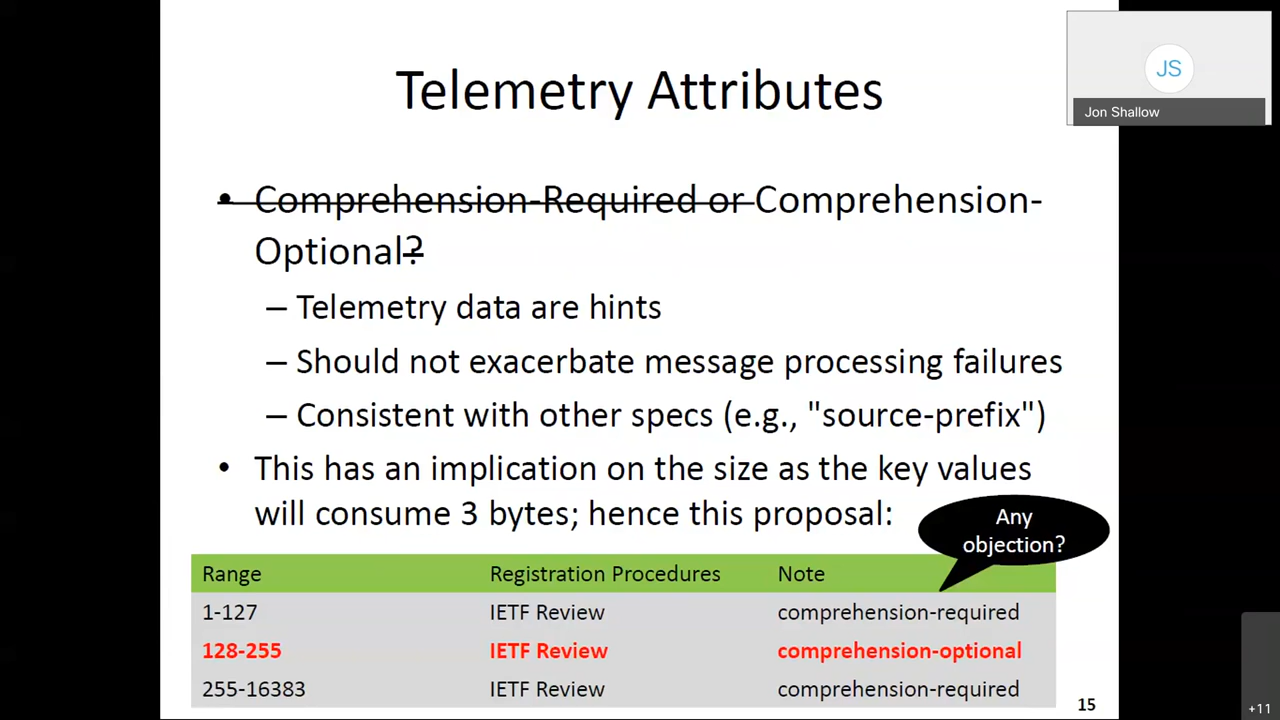 Telemetry Attributes
JS
Jon Shallow
• Comprehension-Required or Comprehension-
Optional?
– Telemetry data are hints
– Should not exacerbate message processing failures
– Consistent with other specs (e.g., "source-prefix")
• This has an implication on the size as the key values
will consume 3 bytes; hence this proposal:
Any
objection?
Range Registration Procedures Note
1-127 IETF Review comprehension-required
128-255 IETF Review comprehension-optional
255-16383 IETF Review comprehension-required
15
+11